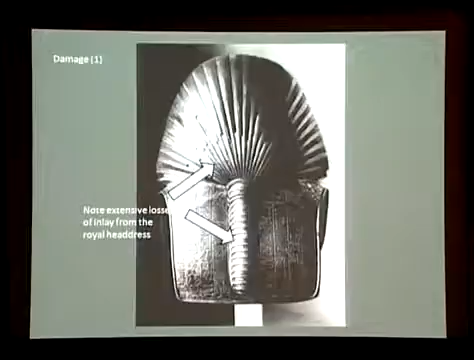 Damage (1)
Note extensive losse
of inlay from the
royal headdress